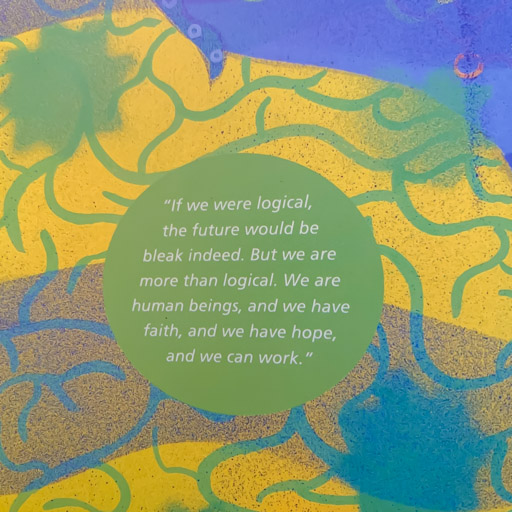 “If we were logical,
the future would be
bleak indeed. But we are
more than logical. We are
human beings, and we have
faith, and we have hope,
and we can work.”